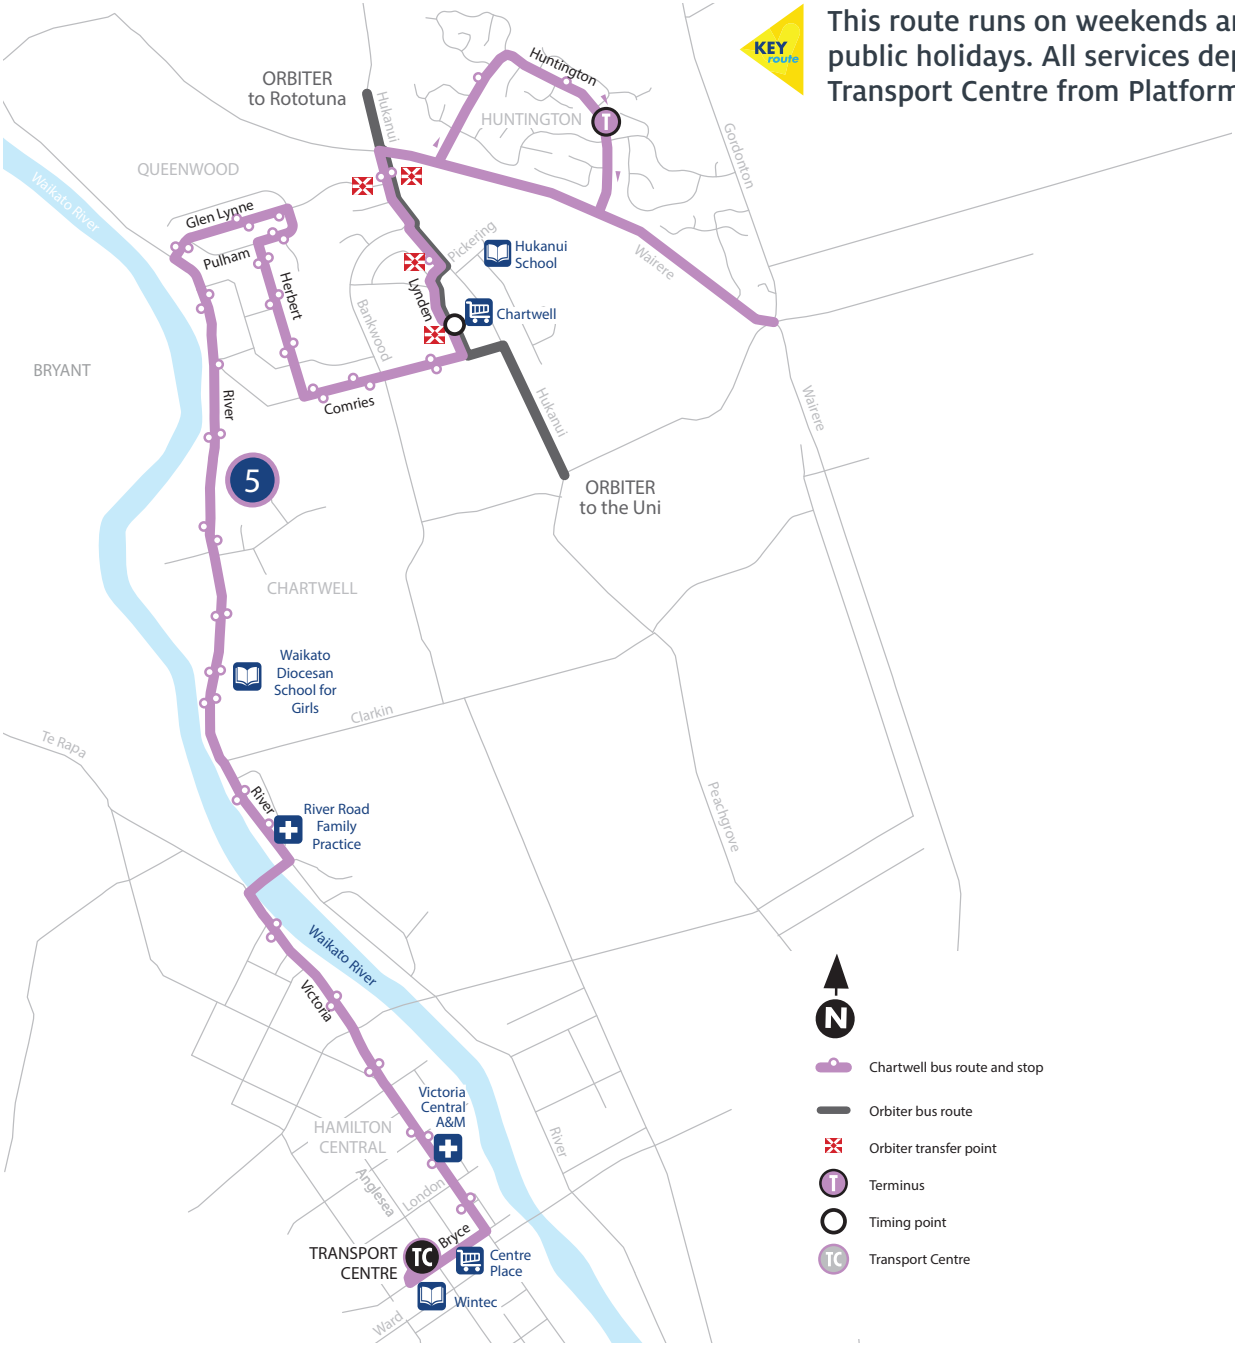 This route runs on weekends
public holidays. All services
Transport Centre from
KEY
route
ORBITER
to Rototuna
Hukanui
Huntington
HUNTINGTON
T
Gordonton
QUEENWOOD
Waikato River
Glen Lynne
Pulham
Herbert
Pickering
Hukanui
School
Lynden
Chartwell
Wairere
Bankwood
BRYANT
River
Comries
Hukanui
Wairere
5
ORBITER
to the Uni
CHARTWELL
Waikato
Diocesan
School for
Girls
Clarkin
Te Rapa
River
River Road
Family
Practice
Peachgrove
Waikato River
Victoria
N
Chartwell bus route and stop
Orbiter bus route
Orbiter transfer point
T
Terminus
Timing point
TC
Transport Centre
Victoria
Central
A&M
HAMILTON
CENTRAL
River
Anglesea
London
Bryce
TRANSPORT
CENTRE
TC
Centre
Place
Wintec
Ward